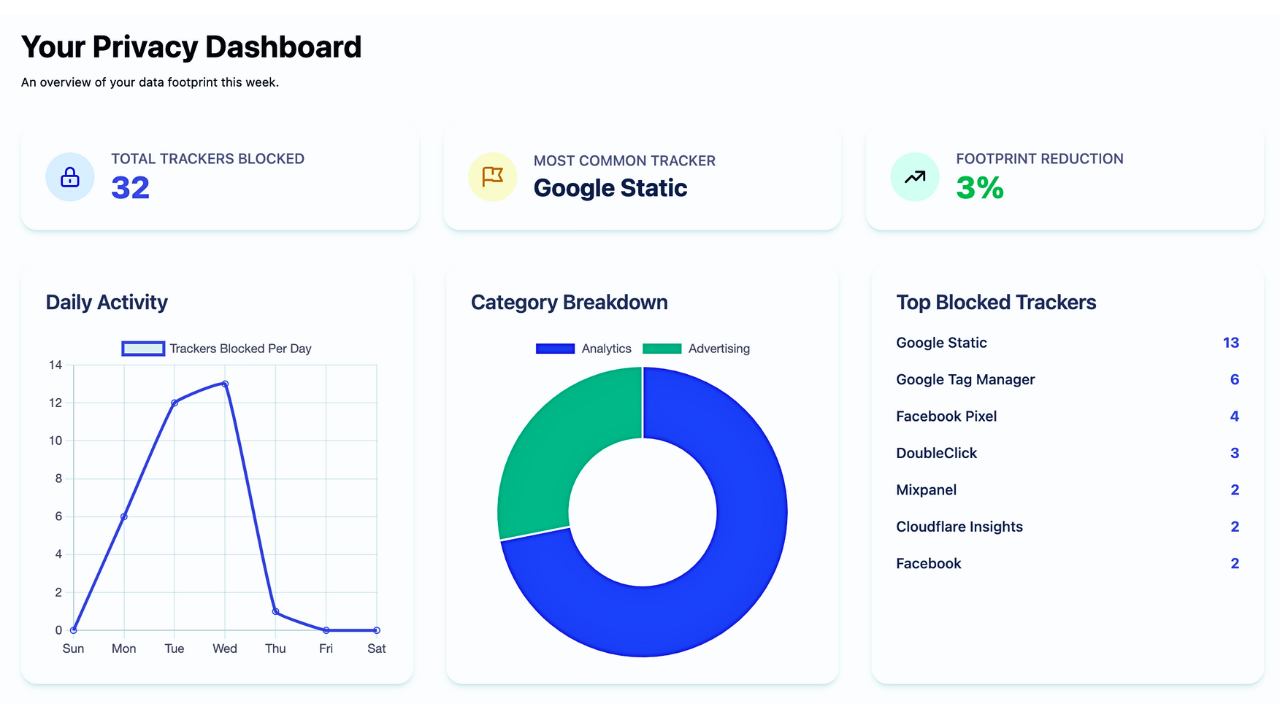 Your Privacy Dashboard
An overview of your data footprint this week.
TOTAL TRACKERS BLOCKED
32
MOST COMMON TRACKER
Google Static
FOOTPRINT REDUCTION
3%
Daily Activity
Trackers Blocked Per Day
14
12
10
8
6
4
2
0
Sun Mon Tue Wed Thu Fri Sat
Category Breakdown
Analytics Advertising
Top Blocked Trackers
Google Static 13
Google Tag Manager 6
Facebook Pixel 4
DoubleClick 3
Mixpanel 2
Cloudflare Insights 2
Facebook 2